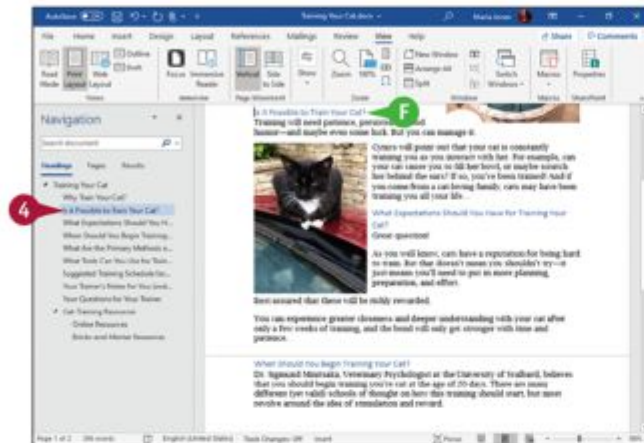 AutoSave
Training Your Cat.docx
Maria Jones
File Home Insert Design Layout References Mailings Review View Help Share Comments
Outline
Draft
New Window
Arrange All
Split
Read Mode
Print Layout
Web Layout
Focus
Immersive Reader
Vertical
Side to Side
Show
Zoom
100%
Switch Windows
Macros
Properties
Views
Immersive
Page Movement
Zoom
Window
Macros
SharePoint
Navigation
Search document
Headings Pages Results
Training Your Cat
Why Train Your Cat?
4
Is it Possible to Train Your Cat?
What Expectations Should You H...
When Should You Begin Training...
What Are the Primary Methods o...
What Tools Can You Use for Train...
Suggested Training Schedule for...
Your Trainer's Notes for You
Your Questions for Your Trainer
Cat Training Resources
Online Resources
Bricks-and-Mortar Resources
Is it Possible to Train Your Cat?
F
Training will need patience,
humor—and maybe even some luck. But you can manage it.
Cynics will point out that your cat is constantly
training you as you interact with her. For example, can
your cat cause you to fill her bowl, or maybe scratch
her behind the ears? If so, you've been trained! And if
you come from a cat-loving family, cats may have been
training you all your life...
What Expectations Should You Have for Training Your
Cat?
Great question!
As you well know, cats have a reputation for being hard
to train. But that doesn't mean you shouldn't try—it
just means you'll need to put in more planning,
preparation, and effort.
Rest assured that these will be richly rewarded.
You can experience greater closeness and deeper understanding with your cat after
only a few weeks of training, and the bond will only get stronger with time and
patience.
When Should You Begin Training Your Cat?
Dr. Sigmund Veterinary Psychologist at the University of Svalbard, believes
that you should begin training you're cat at the age of 20 days. There are many
different (yet valid) schools of thought on how this training should start, but most
revolve around the idea of stimulation and reward.
Page 1 of 2 words English (United States) Track Changes: Off Insert Focus